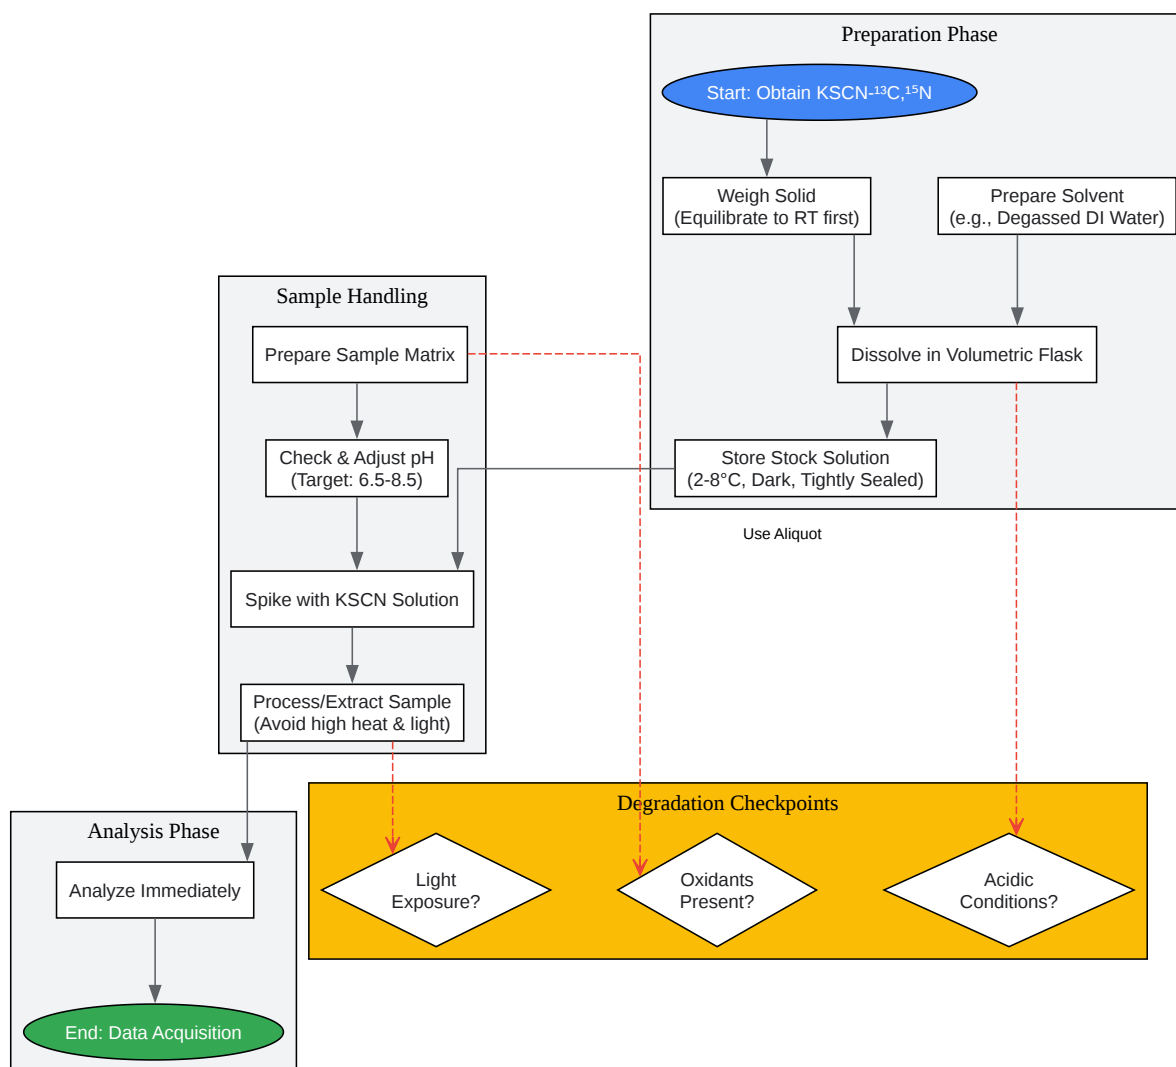 Preparation Phase
Start: Obtain KSCN-¹³C,¹⁵N
Weigh Solid
(Equilibrate to RT first)
Prepare Solvent
(e.g., Degassed DI Water)
Dissolve in Volumetric Flask
Store Stock Solution
(2-8°C, Dark, Tightly Sealed)
Use Aliquot
Sample Handling
Prepare Sample Matrix
Check & Adjust pH
(Target: 6.5-8.5)
Spike with KSCN Solution
Process/Extract Sample
(Avoid high heat & light)
Degradation Checkpoints
Light
Exposure?
Oxidants
Present?
Acidic
Conditions?
Analysis Phase
Analyze Immediately
End: Data Acquisition